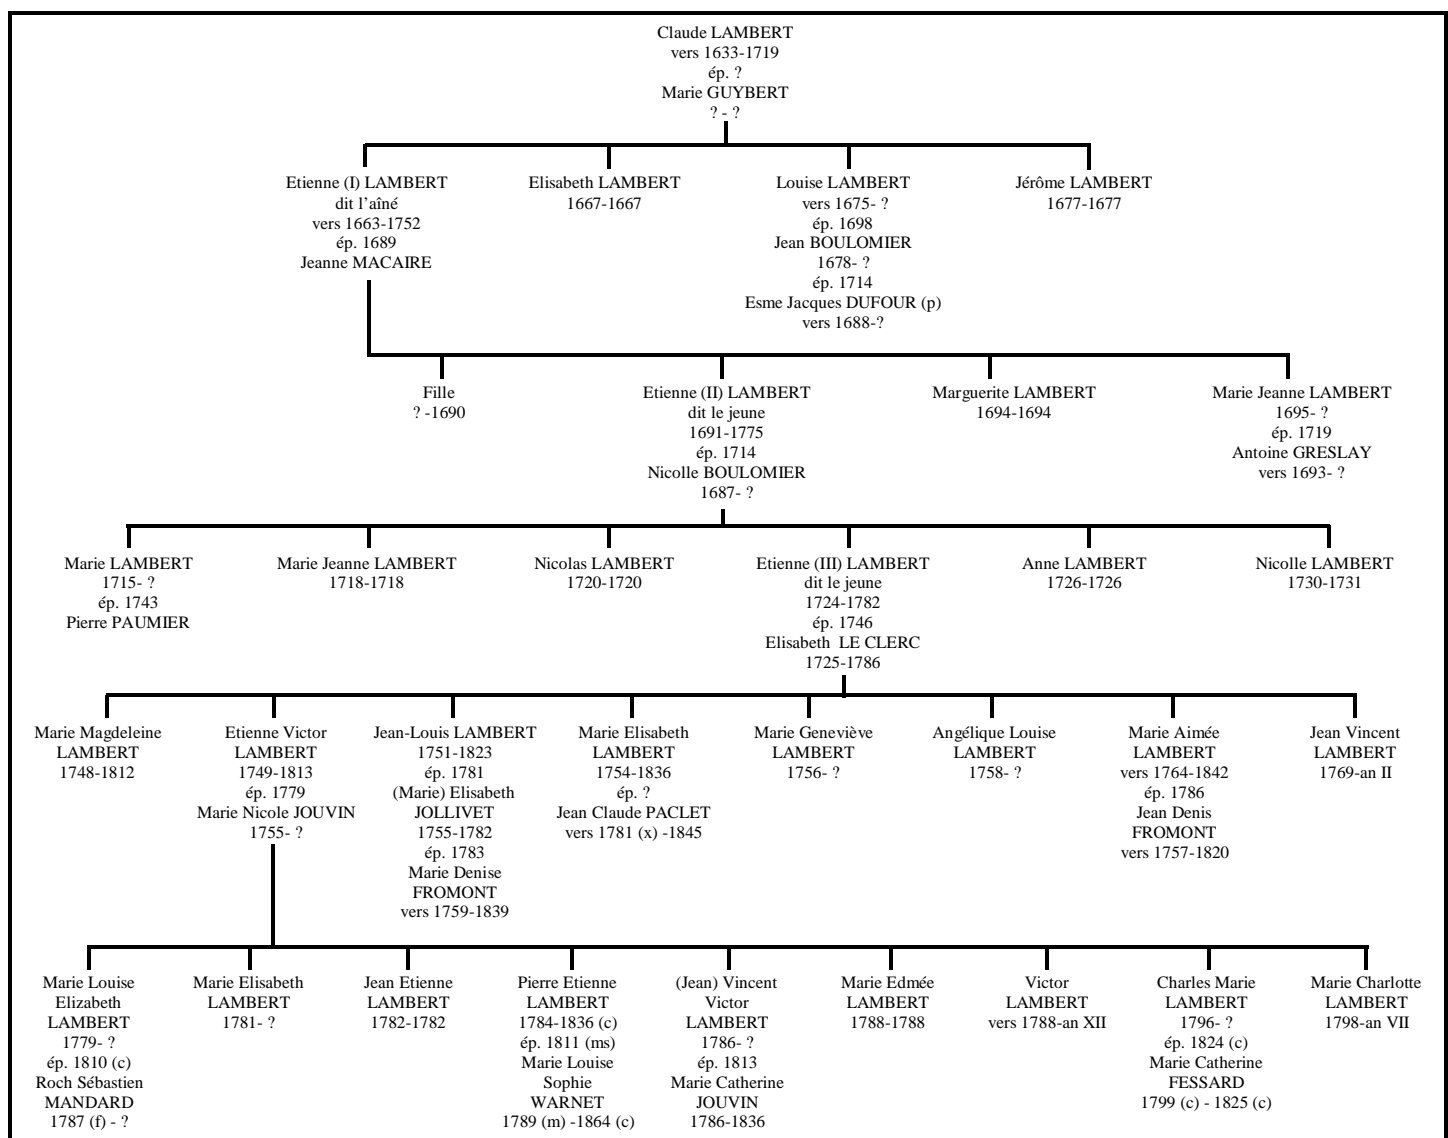 Claude LAMBERT
vers 1633-1719
ép. ?
Marie GUYBERT
? - ?
Etienne (I) LAMBERT
dit l'aîné
vers 1663-1752
ép. 1689
Jeanne MACAIRE
Elisabeth LAMBERT
1667-1667
Louise LAMBERT
vers 1675- ?
ép. 1698
Jean BOULOMIER
1678- ?
ép. 1714
Esme Jacques DUFOUR (p)
vers 1688-?
Jérôme LAMBERT
1677-1677
Fille
? -1690
Etienne (II) LAMBERT
dit le jeune
1691-1775
ép. 1714
Nicolle BOULOMIER
1687- ?
Marguerite LAMBERT
1694-1694
Marie Jeanne LAMBERT
1695- ?
ép. 1719
Antoine GRESLAY
vers 1693- ?
Marie LAMBERT
1715- ?
ép. 1743
Pierre PAUMIER
Marie Jeanne LAMBERT
1718-1718
Nicolas LAMBERT
1720-1720
Etienne (III) LAMBERT
dit le jeune
1724-1782
ép. 1746
Elisabeth LE CLERC
1725-1786
Anne LAMBERT
1726-1726
Nicolle LAMBERT
1730-1731
Marie Magdeleine
LAMBERT
1748-1812
Etienne Victor
LAMBERT
1749-1813
ép. 1779
Marie Nicole JOUVIN
1755- ?
Jean-Louis LAMBERT
1751-1823
ép. 1781
(Marie) Elisabeth
JOLLIVET
1755-1782
ép. 1783
Marie Denise
FROMONT
vers 1759-1839
Marie Elisabeth
LAMBERT
1754-1836
ép. ?
Jean Claude PACLET
vers 1781 (x) -1845
Marie Geneviève
LAMBERT
1756- ?
Angélique Louise
LAMBERT
1758- ?
Marie Aimée
LAMBERT
vers 1764-1842
ép. 1786
Jean Denis
FROMONT
vers 1757-1820
Jean Vincent
LAMBERT
1769-an II
Marie Louise
Elizabeth
LAMBERT
1779- ?
ép. 1810 (c)
Roch Sébastien
MANDARD
1787 (f) - ?
Marie Elisabeth
LAMBERT
1781- ?
Jean Etienne
LAMBERT
1782-1782
Pierre Etienne
LAMBERT
1784-1836 (c)
ép. 1811 (ms)
Marie Louise
Sophie
WARNET
1789 (m) -1864 (c)
(Jean) Vincent
Victor
LAMBERT
1786- ?
ép. 1813
Marie Catherine
JOUVIN
1786-1836
Marie Edmée
LAMBERT
1788-1788
Victor
LAMBERT
vers 1788-an XII
Charles Marie
LAMBERT
1796- ?
ép. 1824 (c)
Marie Catherine
FESSARD
1799 (c) - 1825 (c)
Marie Charlotte
LAMBERT
1798-an VII